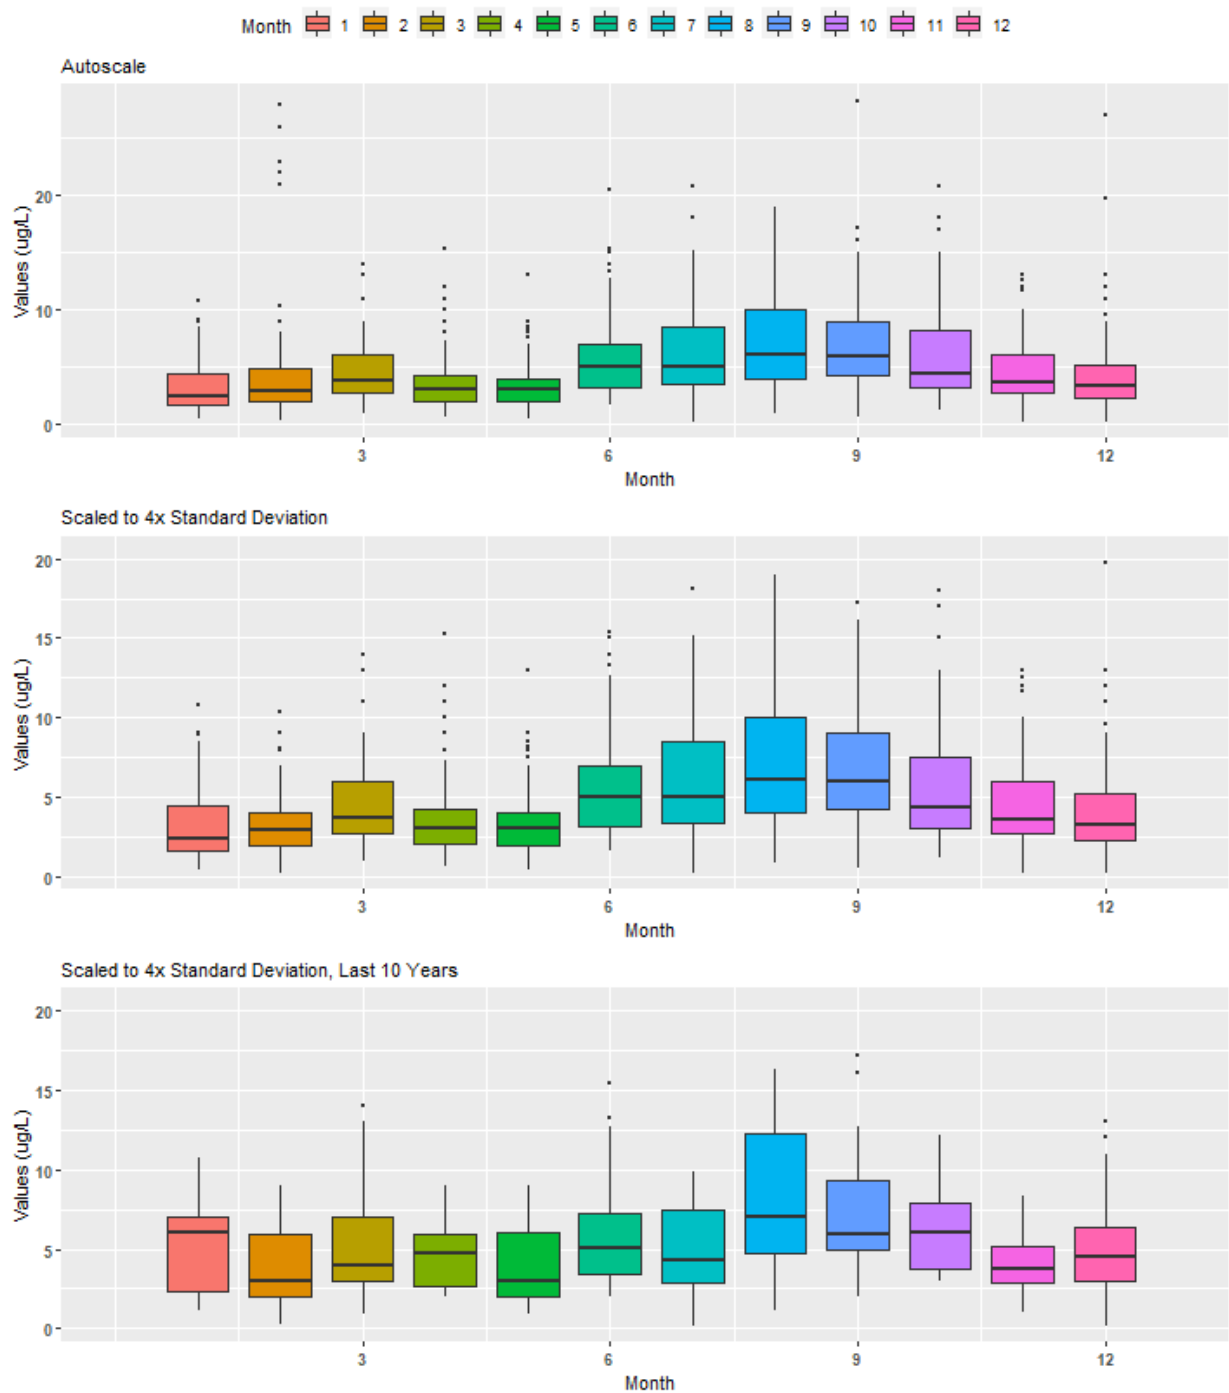 Month 1 2 3 4 5 6 7 8 9 10 11 12
Autoscale
Values (ug/L)
20
10
0
3 6 9 12
Month
Scaled to 4x Standard Deviation
Values (ug/L)
20
15
10
5
0
3 6 9 12
Month
Scaled to 4x Standard Deviation, Last 10 Years
Values (ug/L)
20
15
10
5
0
3 6 9 12
Month